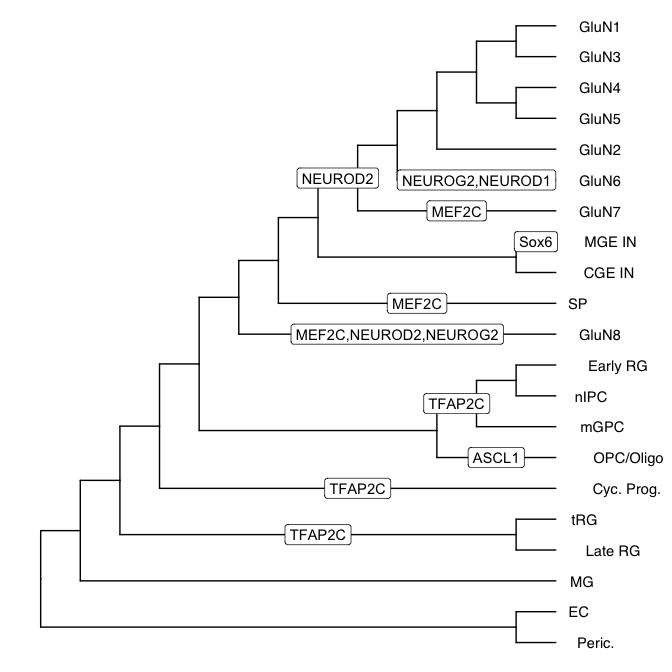 GluN1
GluN3
GluN4
GluN5
GluN2
NEUROD2
NEUROG2,NEUROD1
GluN6
MEF2C
GluN7
Sox6
MGE IN
CGE IN
MEF2C
SP
MEF2C,NEUROD2,NEUROG2
GluN8
Early RG
TFAP2C
nIPC
mGPC
ASCL1
OPC/Oligo
TFAP2C
Cyc. Prog.
tRG
TFAP2C
Late RG
MG
EC
Peric.